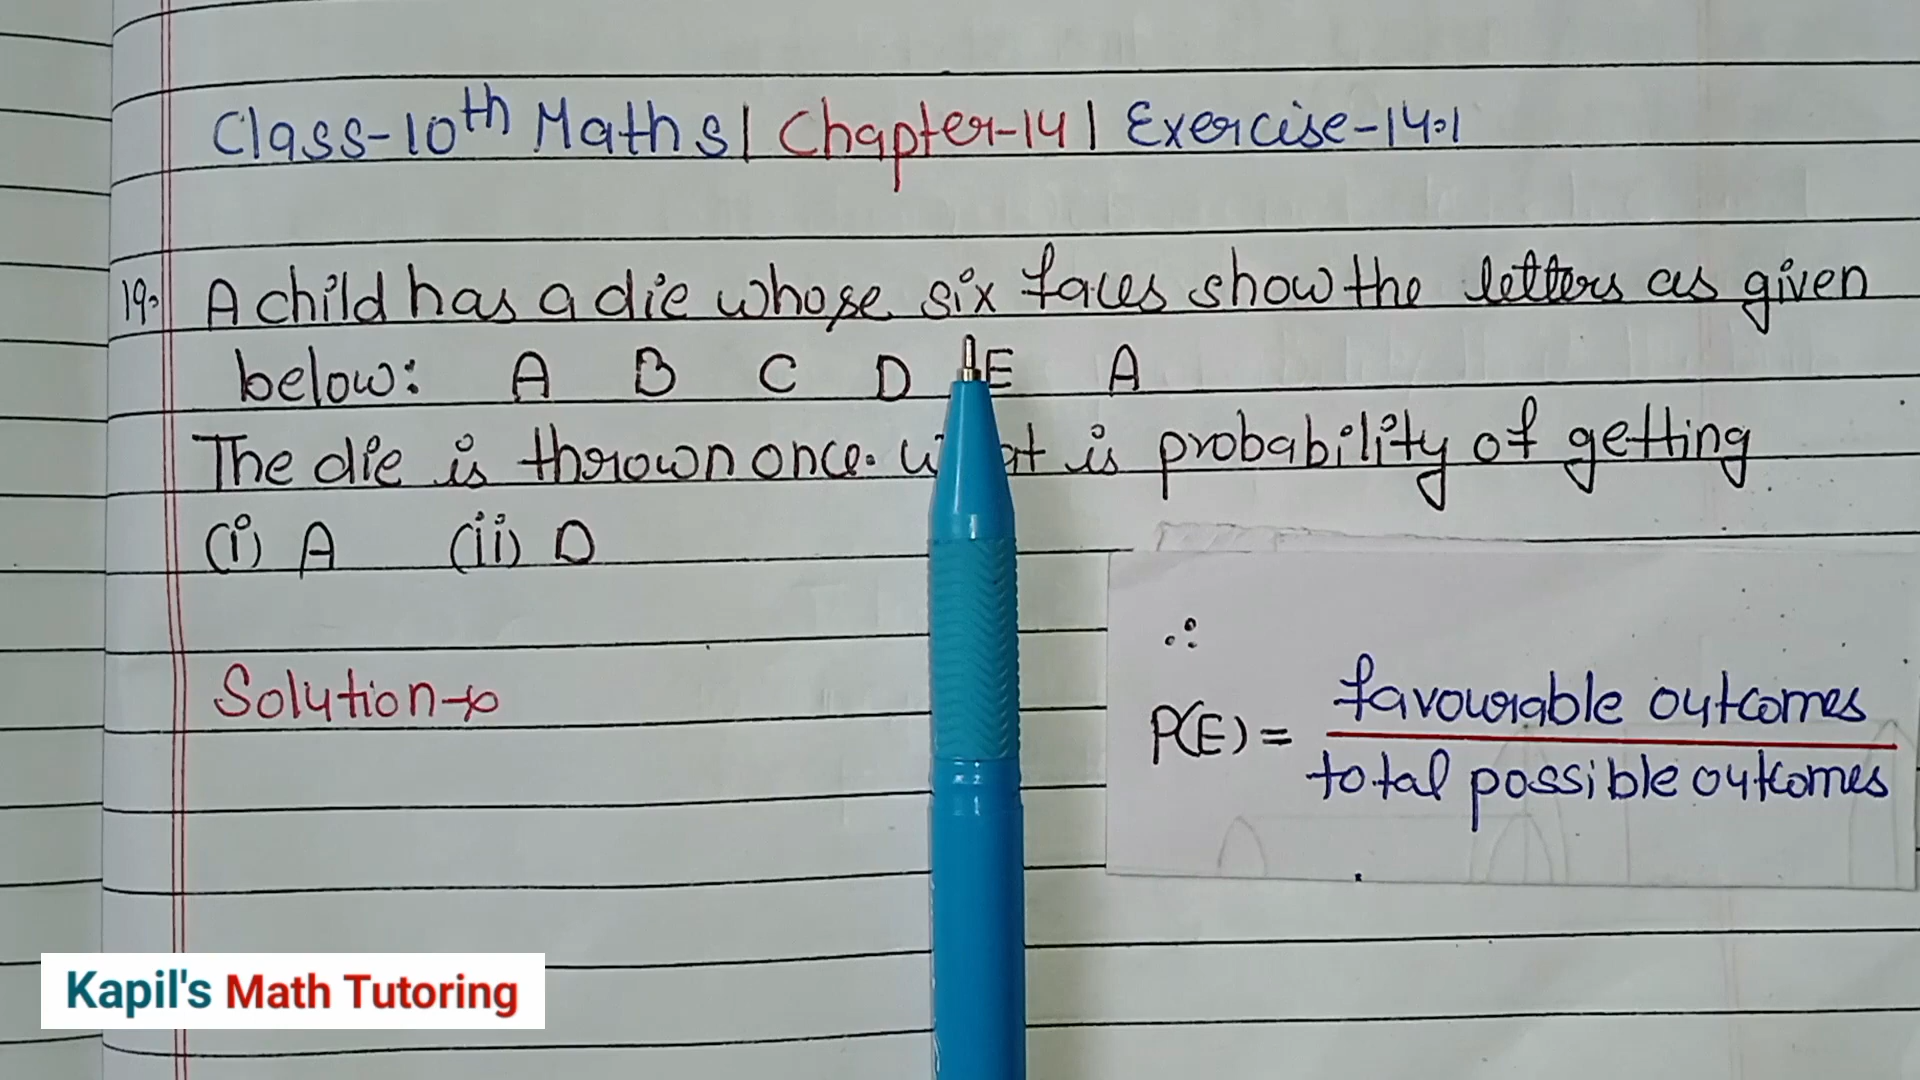 Class-10th Maths | Chapter-14 | Exercise-14.1
19. A child has a die whose six faces show the letters as given
below: A B C D E A
The die is thrown once. at is probability of getting
(i) A (ii) D
Solution→
∴
P(E) = favourable outcomes
total possible outcomes
Kapil's Math Tutoring